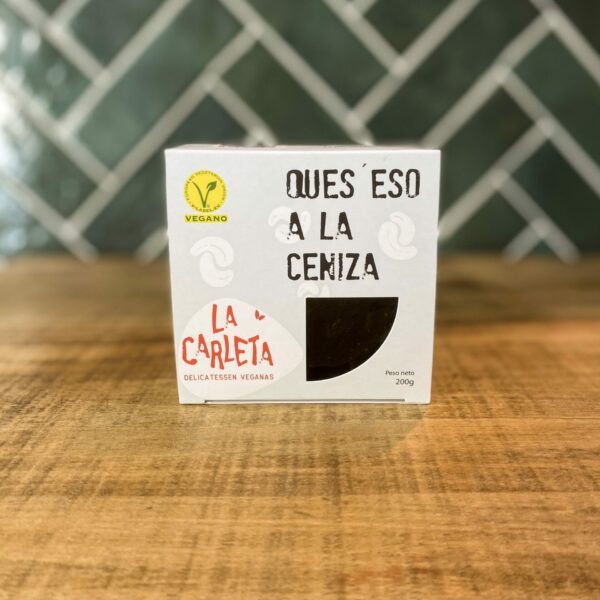 VEGANO
QUES´ESO
A LA
CENIZA
LA
CARLETA
DELICATESSEN VEGANAS
Peso neto
200g